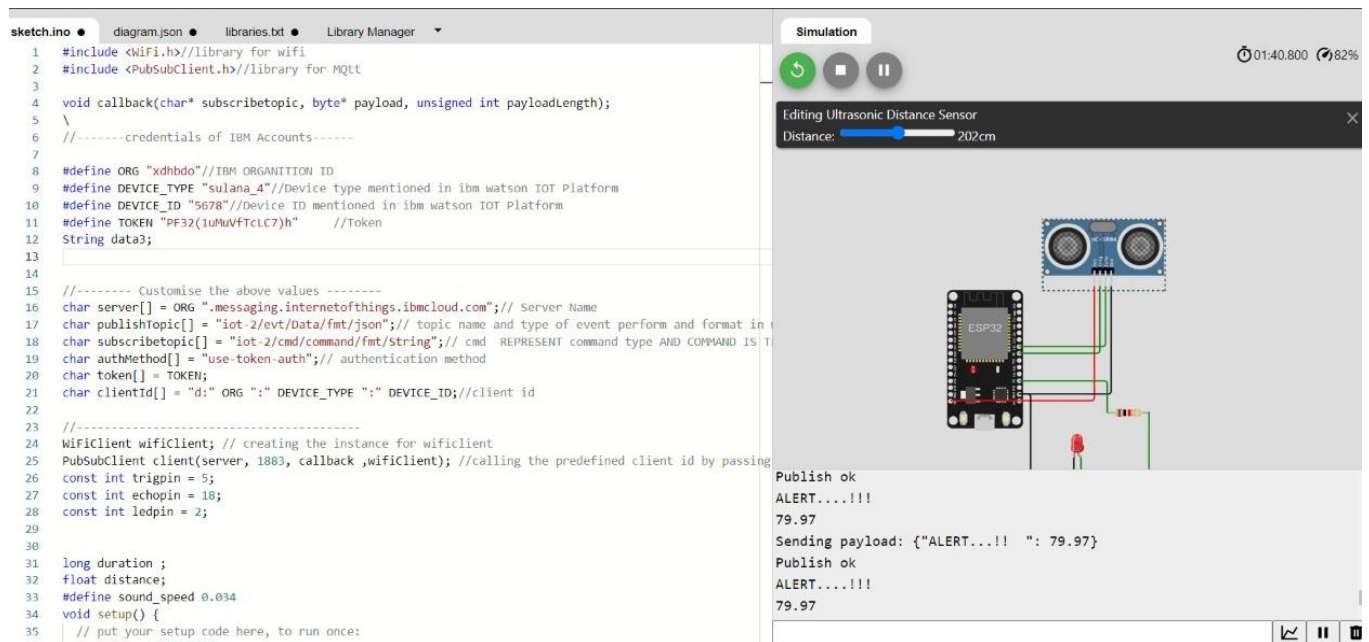 sketch.ino ● diagram.json ● libraries.txt ● Library Manager
1 #include <WiFi.h>//library for wifi
2 #include <PubSubClient.h>//library for MQtt
3
4 void callback(char* subscribetopic, byte* payload, unsigned int payloadLength);
5 \
6 //-------credentials of IBM Accounts------
7
8 #define ORG "xdhbdo"//IBM ORGANITION ID
9 #define DEVICE_TYPE "sulana_4"//Device type mentioned in ibm watson IOT Platform
10 #define DEVICE_ID "5678"//Device ID mentioned in ibm watson IOT Platform
11 #define TOKEN "PF32(1uMuVfTcLC7)h" //Token
12 String data3;
13
14
15 //-------- Customise the above values --------
16 char server[] = ORG ".messaging.internetofthings.ibmcloud.com";// Server Name
17 char publishTopic[] = "iot-2/evt/Data/fmt/json";// topic name and type of event perform and format in
18 char subscribetopic[] = "iot-2/cmd/command/fmt/String";// cmd REPRESENT command type AND COMMAND IS
19 char authMethod[] = "use-token-auth";// authentication method
20 char token[] = TOKEN;
21 char clientId[] = "d:" ORG ":" DEVICE_TYPE ":" DEVICE_ID;//client id
22
23 //-----------------------------------------
24 WiFiClient wifiClient; // creating the instance for wificlient
25 PubSubClient client(server, 1883, callback ,wifiClient); //calling the predefined client id by passing
26 const int trigpin = 5;
27 const int echopin = 18;
28 const int ledpin = 2;
29
30
31 long duration ;
32 float distance;
33 #define sound_speed 0.034
34 void setup() {
35 // put your setup code here, to run once:
Simulation
01:40.800 82%
Editing Ultrasonic Distance Sensor
Distance: 202cm
ESP32
Publish ok
ALERT....!!!
79.97
Sending payload: {"ALERT...!! ": 79.97}
Publish ok
ALERT....!!!
79.97